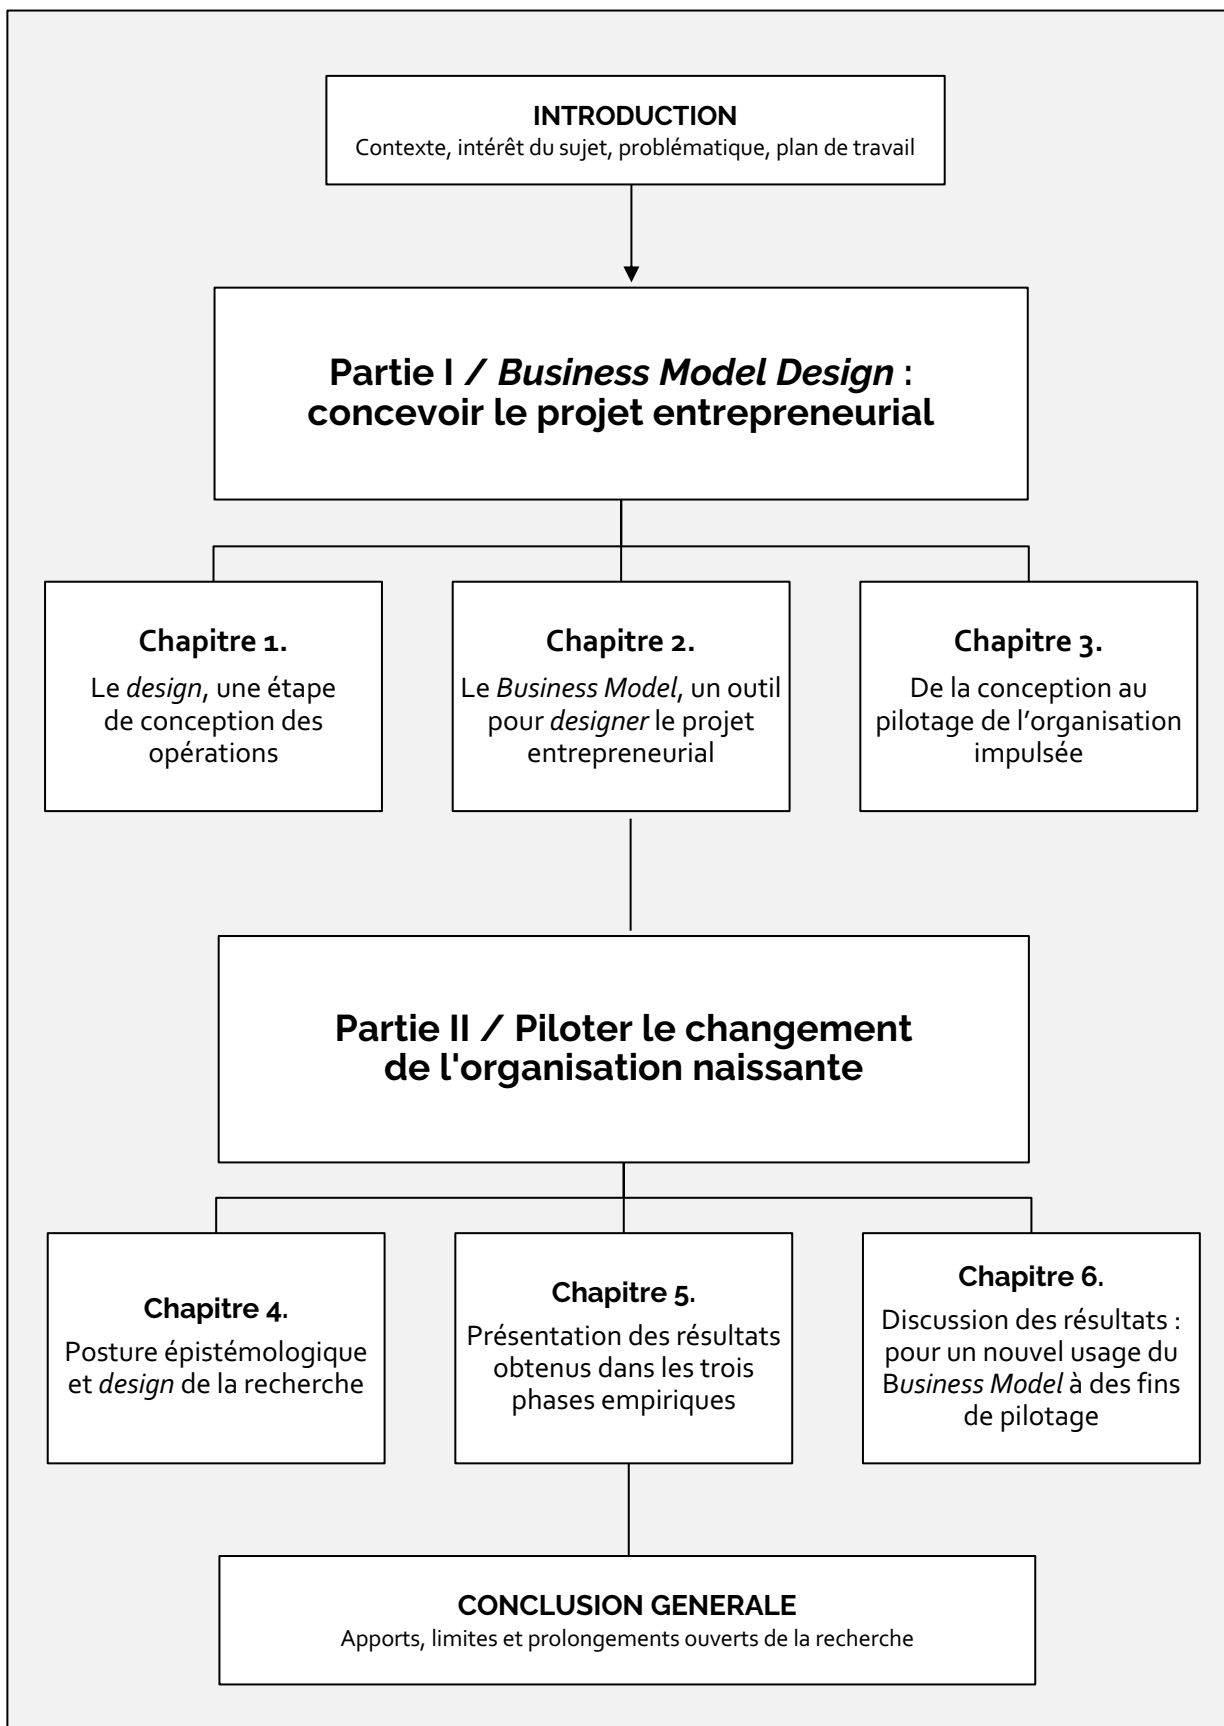 INTRODUCTION
Contexte, intérêt du sujet, problématique, plan de travail
Partie I / Business Model Design :
concevoir le projet entrepreneurial
Chapitre 1.
Le design, une étape
de conception des
opérations
Chapitre 2.
Le Business Model, un outil
pour designer le projet
entrepreneurial
Chapitre 3.
De la conception au
pilotage de l’organisation
impulsée
Partie II / Piloter le changement
de l'organisation naissante
Chapitre 4.
Posture épistémologique
et design de la recherche
Chapitre 5.
Présentation des résultats
obtenus dans les trois
phases empiriques
Chapitre 6.
Discussion des résultats :
pour un nouvel usage du
Business Model à des fins
de pilotage
CONCLUSION GENERALE
Apports, limites et prolongements ouverts de la recherche